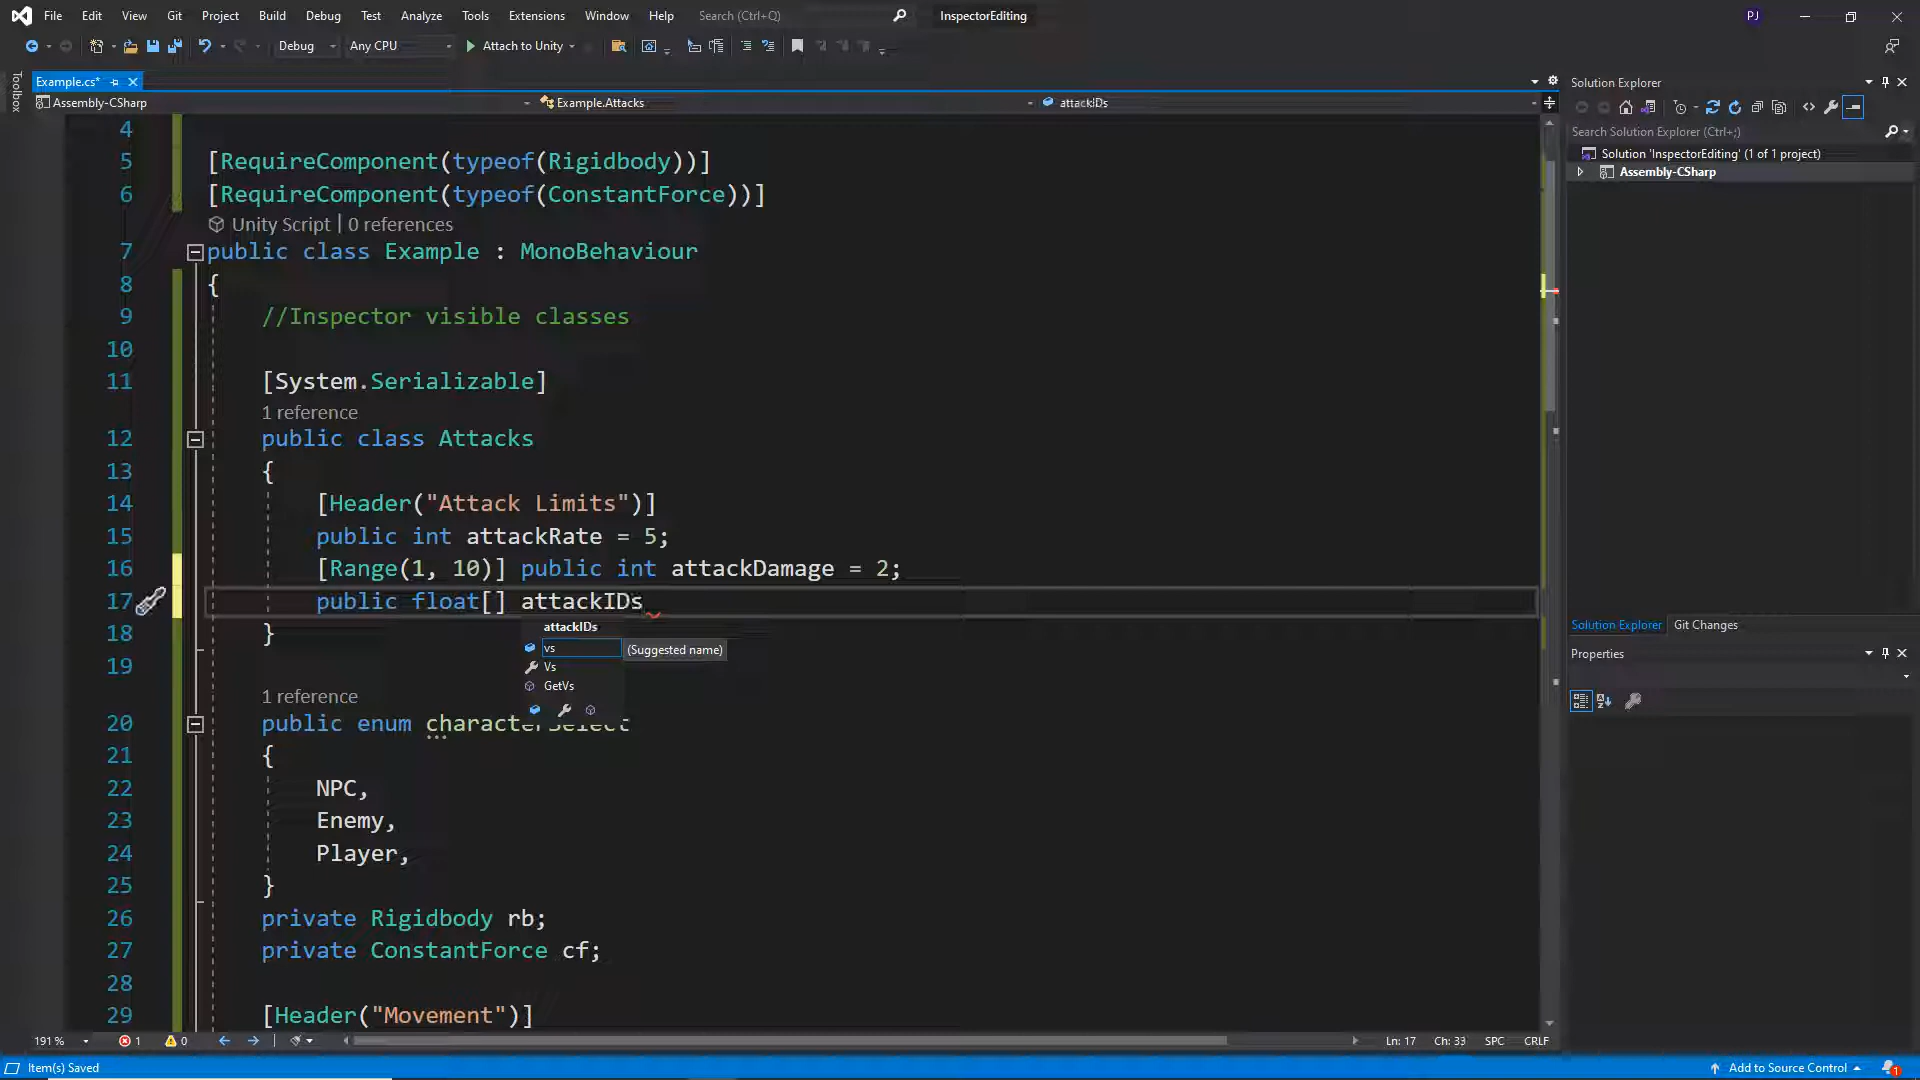 File Edit View Git Project Build Debug Test Analyze Tools Extensions Window Help Search (Ctrl+Q) InspectorEditing PJ
Debug Any CPU Attach to Unity
Toolbox
Example.cs*
Assembly-CSharp Example.Attacks attackIDs
4
5 [RequireComponent(typeof(Rigidbody))]
6 [RequireComponent(typeof(ConstantForce))]
Unity Script | 0 references
7 public class Example : MonoBehaviour
8 {
9 //Inspector visible classes
10
11 [System.Serializable]
1 reference
12 public class Attacks
13 {
14 [Header("Attack Limits")]
15 public int attackRate = 5;
16 [Range(1, 10)] public int attackDamage = 2;
17 public float[] attackIDs
18 }
attackIDs
vs (Suggested name)
Vs
GetVs
19
1 reference
20 public enum characterSelect
21 {
22 NPC,
23 Enemy,
24 Player,
25 }
26 private Rigidbody rb;
27 private ConstantForce cf;
28
29 [Header("Movement")]
191 % 1 0 Ln: 17 Ch: 33 SPC CRLF
Item(s) Saved Add to Source Control 1
Solution Explorer
Search Solution Explorer (Ctrl+;)
Solution 'InspectorEditing' (1 of 1 project)
Assembly-CSharp
Solution Explorer Git Changes
Properties